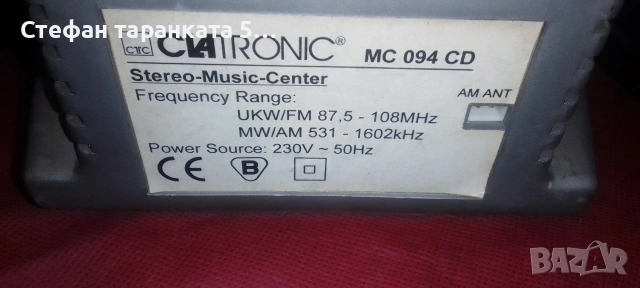 Стефан таранката 5...
CTC CLATRONIC® MC 094 CD
Stereo-Music-Center
Frequency Range: AM ANT
UKW/FM 87,5 - 108MHz
MW/AM 531 - 1602kHz
Power Source: 230V ~ 50Hz
CE B
BAZAR